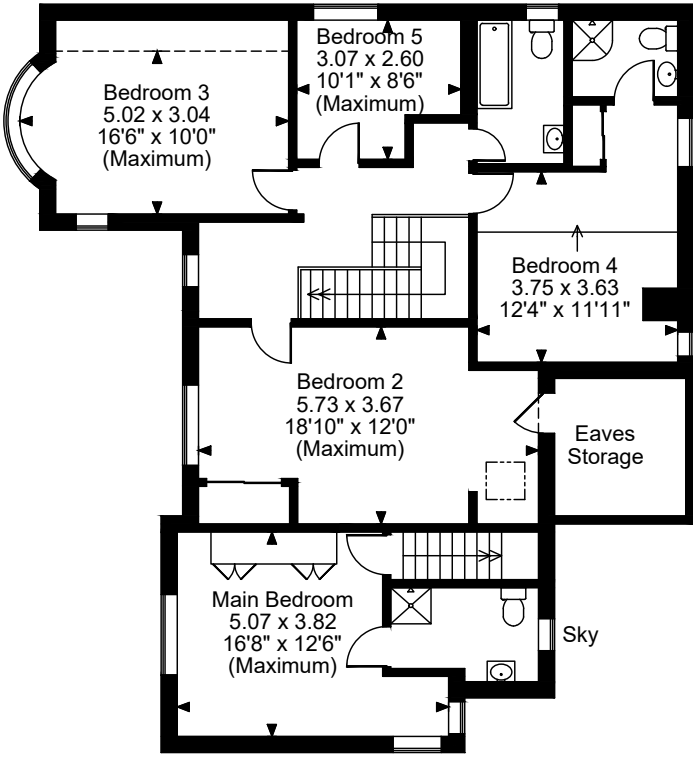 Bedroom 5
3.07 x 2.60
10'1" x 8'6"
(Maximum)
Bedroom 3
5.02 x 3.04
16'6" x 10'0"
(Maximum)
Bedroom 4
3.75 x 3.63
12'4" x 11'11"
Bedroom 2
5.73 x 3.67
18'10" x 12'0"
(Maximum)
Eaves
Storage
Main Bedroom
5.07 x 3.82
16'8" x 12'6"
(Maximum)
Sky